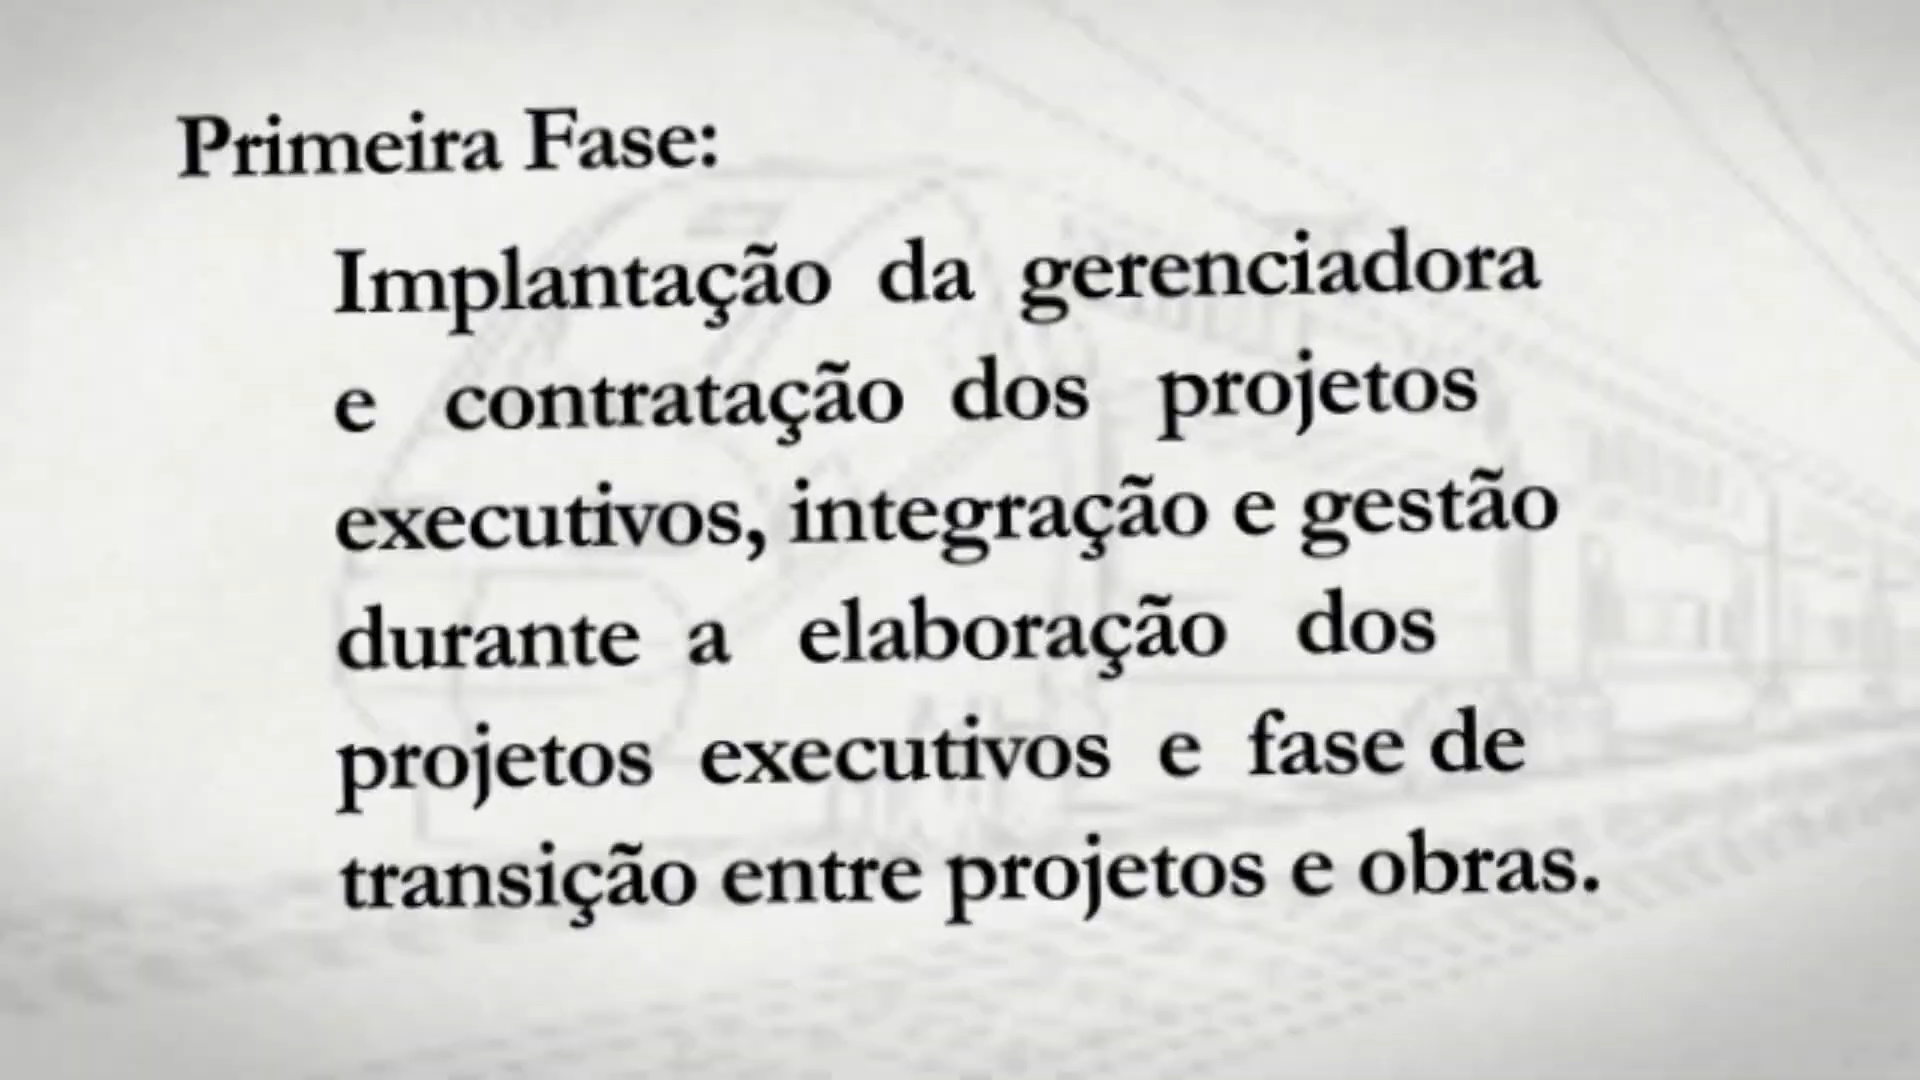 Primeira Fase:
Implantação da gerenciadora
e contratação dos projetos
executivos, integração e gestão
durante a elaboração dos
projetos executivos e fase de
transição entre projetos e obras.